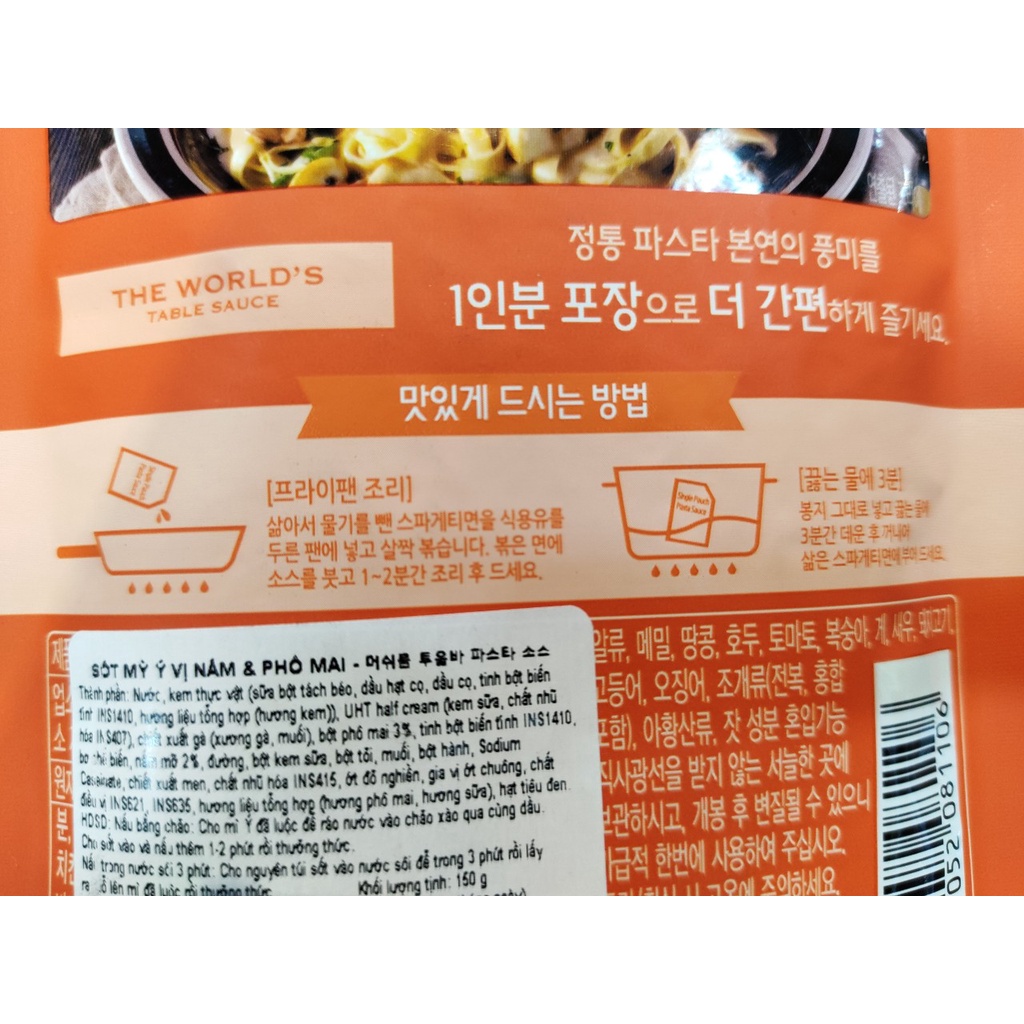 THE WORLD'S
TABLE SAUCE
정통 파스타 본연의 풍미를
1인분 포장으로 더 간편하게 즐기세요.
맛있게 드시는 방법
Single Pouch
Pasta Sauce
[프라이팬 조리]
삶아서 물기를 뺀 스파게티면을 식용유를
두른 팬에 넣고 살짝 볶습니다. 볶은 면에
소스를 붓고 1~2분간 조리 후 드세요.
Single Pouch
Pasta Sauce
[끓는 물에 3분]
봉지 그대로 넣고 끓는 물에
3분간 데운 후 꺼내어
삶은 스파게티면에 부어 드세요.
SỐT MỲ Ý VỊ NẤM & PHÔ MAI - 머쉬룸 투움바 파스타 소스
Thành phần: Nước, kem thực vật (sữa bột tách béo, dầu hạt cọ, dầu cọ, tinh bột biến
tính INS1410, hương liệu tổng hợp (hương kem)), UHT half cream (kem sữa, chất nhũ
hóa INS407), chiết xuất gà (xương gà, muối), bột phô mai 3%, tinh bột biến tính INS1410,
bơ chế biến, nấm mỡ 2%, đường, bột kem sữa, bột tỏi, muối, bột hành, Sodium
Caseinate, chiết xuất men, chất nhũ hóa INS415, ớt đỏ nghiền, gia vị ớt chuông, chất
điều vị INS621, INS635, hương liệu tổng hợp (hương phô mai, hương sữa), hạt tiêu đen.
HDSD: Nấu bằng chảo: Cho mì Ý đã luộc để ráo nước vào chảo xào qua cùng dầu.
Cho sốt vào và nấu thêm 1-2 phút rồi thưởng thức.
Nấu trong nước sôi 3 phút: Cho nguyên túi sốt vào nước sôi để trong 3 phút rồi lấy
ra đổ lên mì đã luộc rồi thưởng thức
Khối lượng tịnh: 150 g
알류, 메밀, 땅콩, 호두, 토마토, 복숭아, 게, 새우, 돼지고기,
고등어, 오징어, 조개류(전복, 홍합
포함), 아황산류, 잣 성분 혼입가능
직사광선을 받지 않는 서늘한 곳에
보관하시고, 개봉 후 변질될 수 있으니
가급적 한번에 사용하여 주십시오.
052 081106